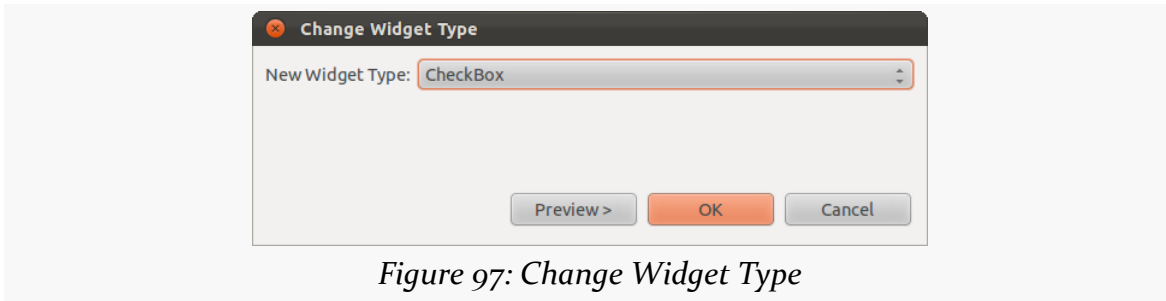 Change Widget Type
New Widget Type: CheckBox
Preview > OK Cancel
Figure 97: Change Widget Type